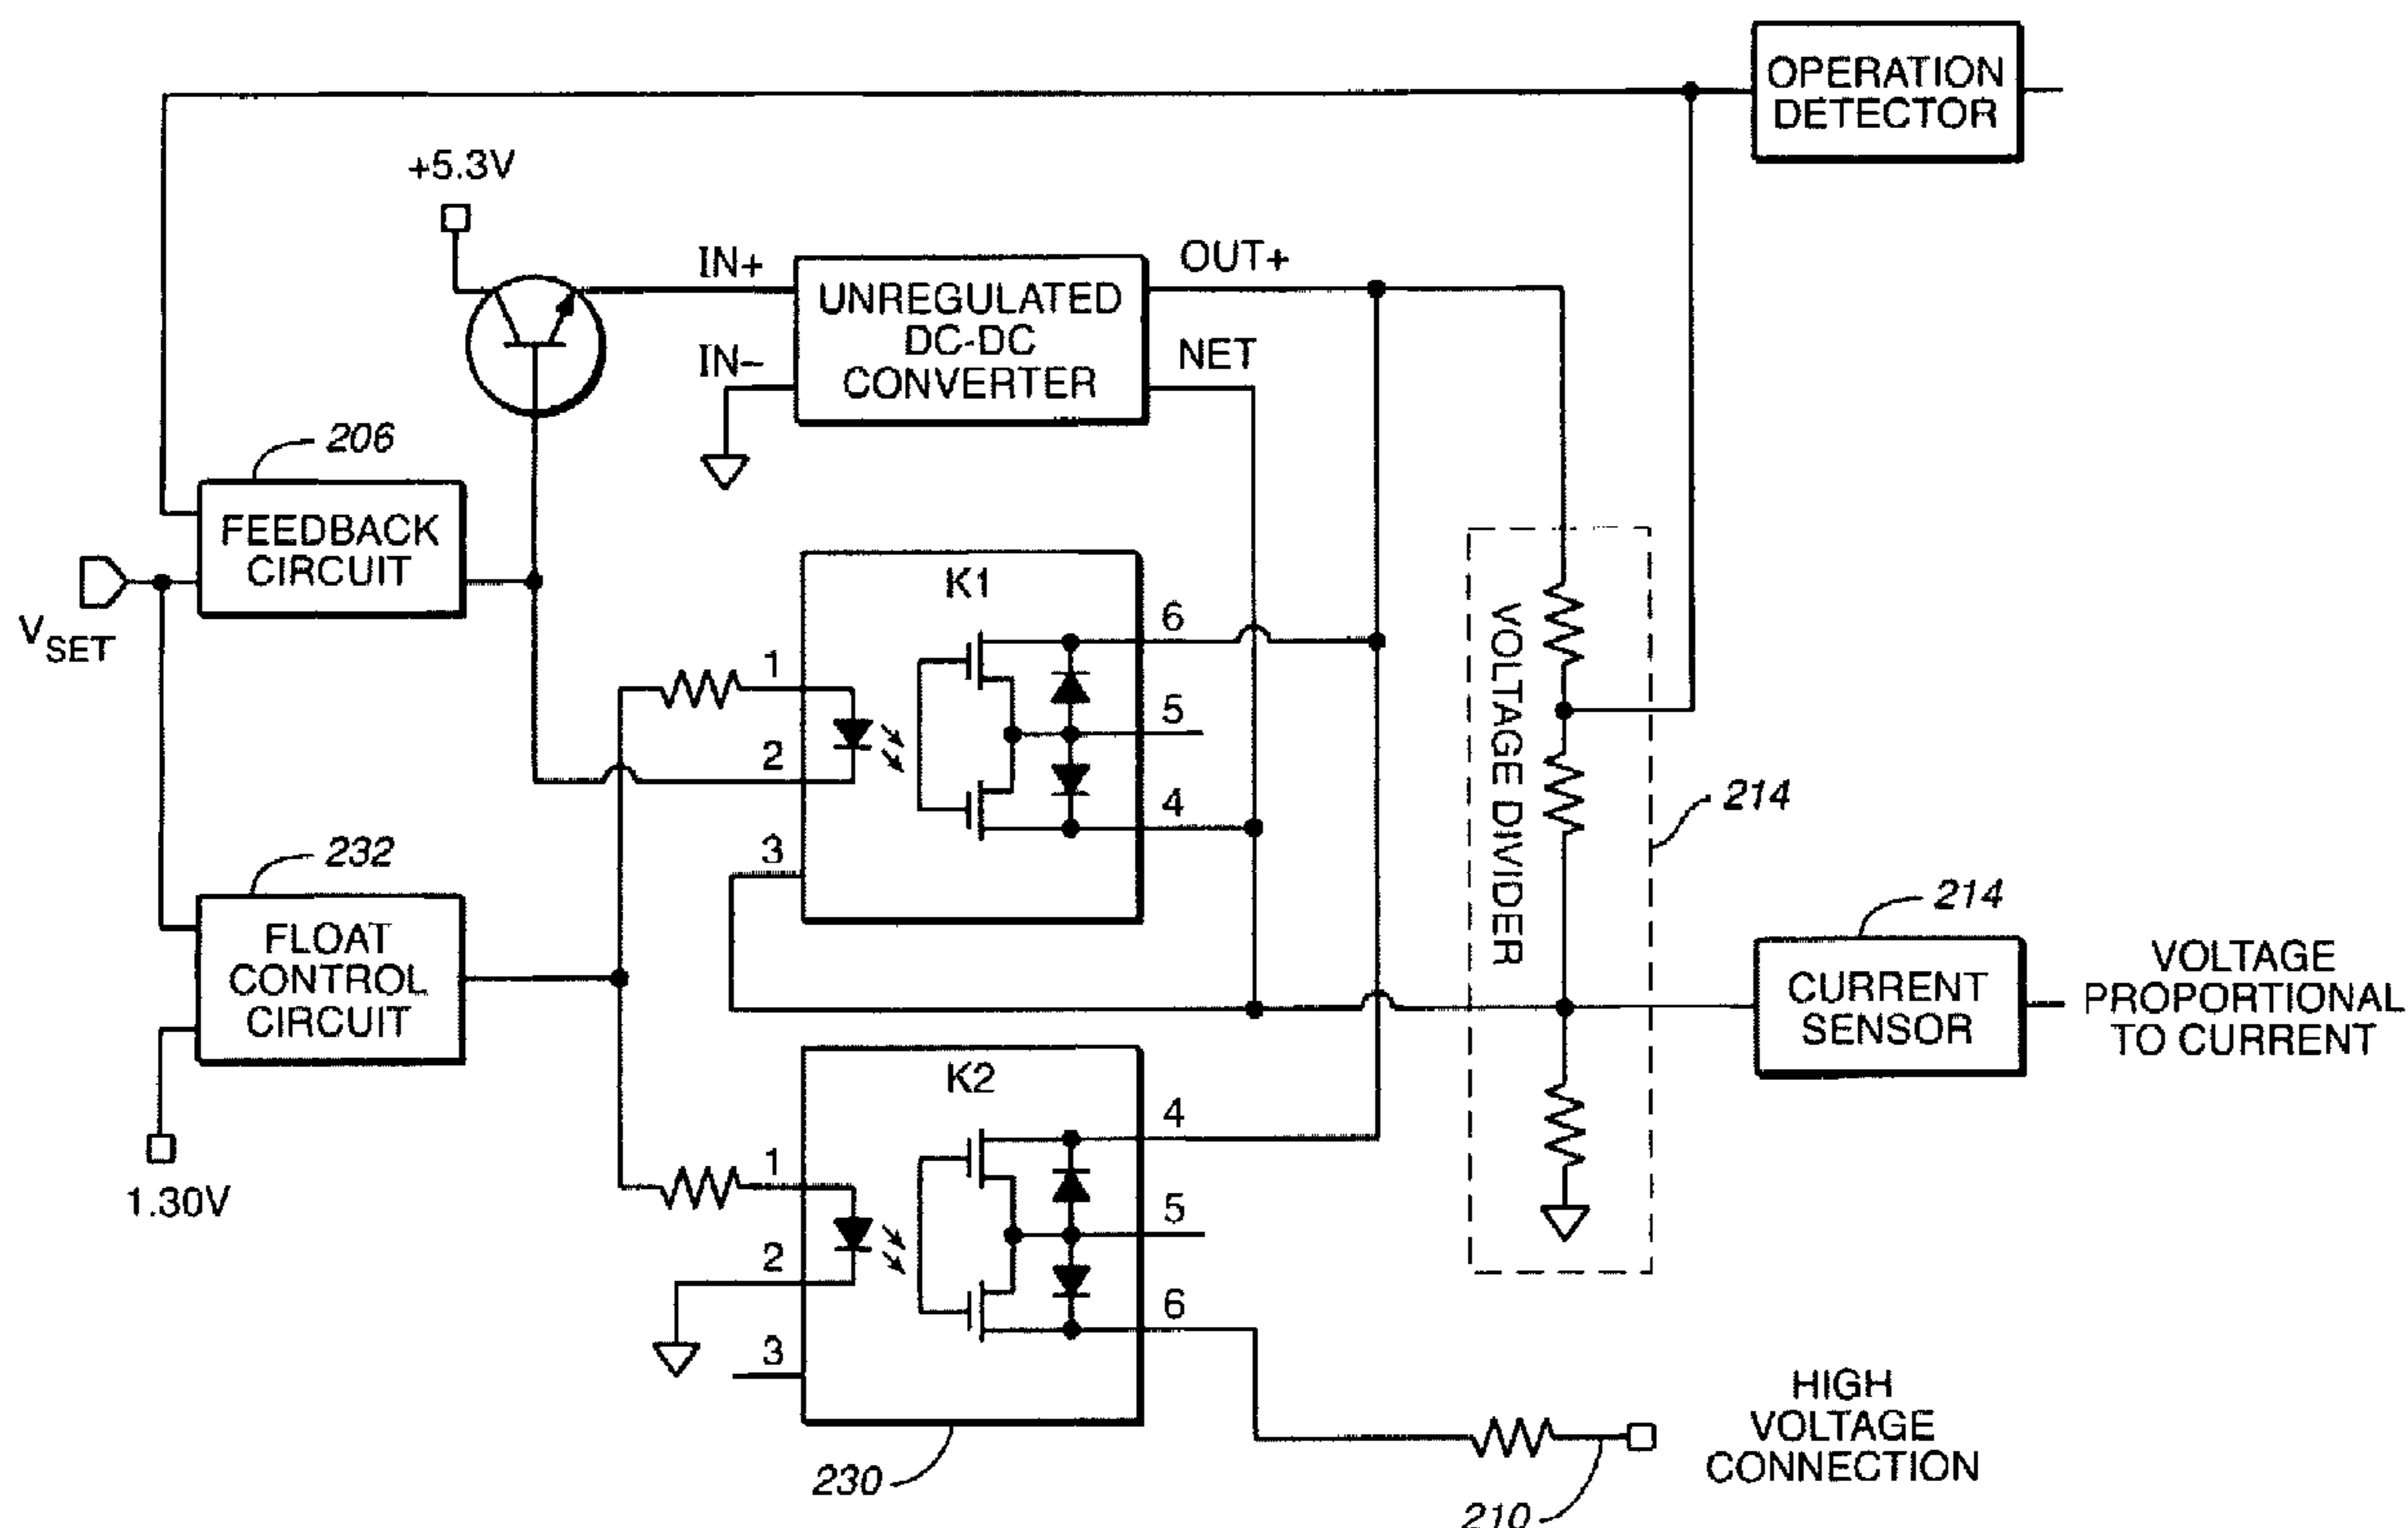 OPERATION
DETECTOR
+5.3V
IN+
UNREGULATED
DC-DC
CONVERTER
OUT+
IN–
NET
206
FEEDBACK
CIRCUIT
V SET
K1
1
2
3
6
5
4
VOLTAGE DIVIDER
214
232
FLOAT
CONTROL
CIRCUIT
1.30V
214
CURRENT
SENSOR
VOLTAGE
PROPORTIONAL
TO CURRENT
K2
1
2
3
4
5
6
230
HIGH
VOLTAGE
CONNECTION
210